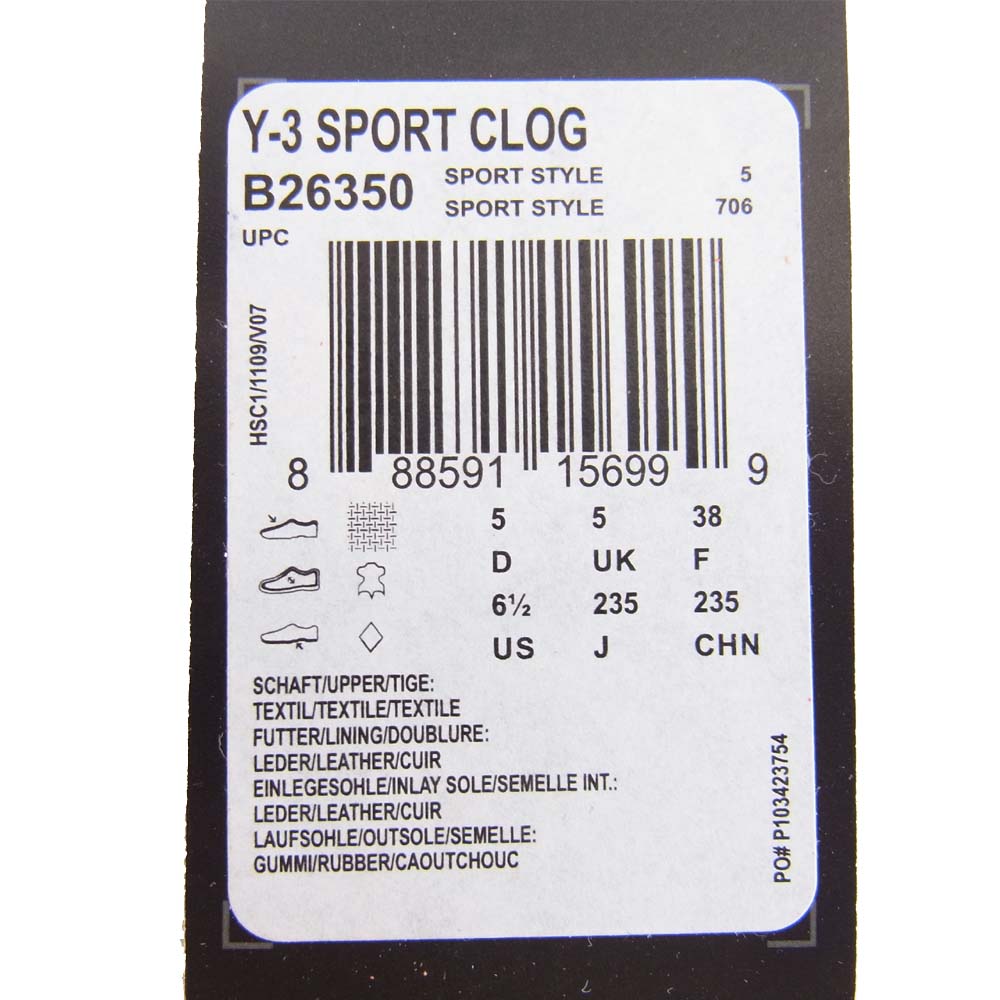 Y-3 SPORT CLOG
B26350
SPORT STYLE 5
SPORT STYLE 706
UPC
HSC1/1109/V07
8 88591 15699 9
5 5 38
D UK F
6½ 235 235
US J CHN
SCHAFT/UPPER/TIGE:
TEXTIL/TEXTILE/TEXTILE
FUTTER/LINING/DOUBLURE:
LEDER/LEATHER/CUIR
EINLEGESOHLE/INLAY SOLE/SEMELLE INT.:
LEDER/LEATHER/CUIR
LAUFSOHLE/OUTSOLE/SEMELLE:
GUMMI/RUBBER/CAOUTCHOUC
PO# P103423754